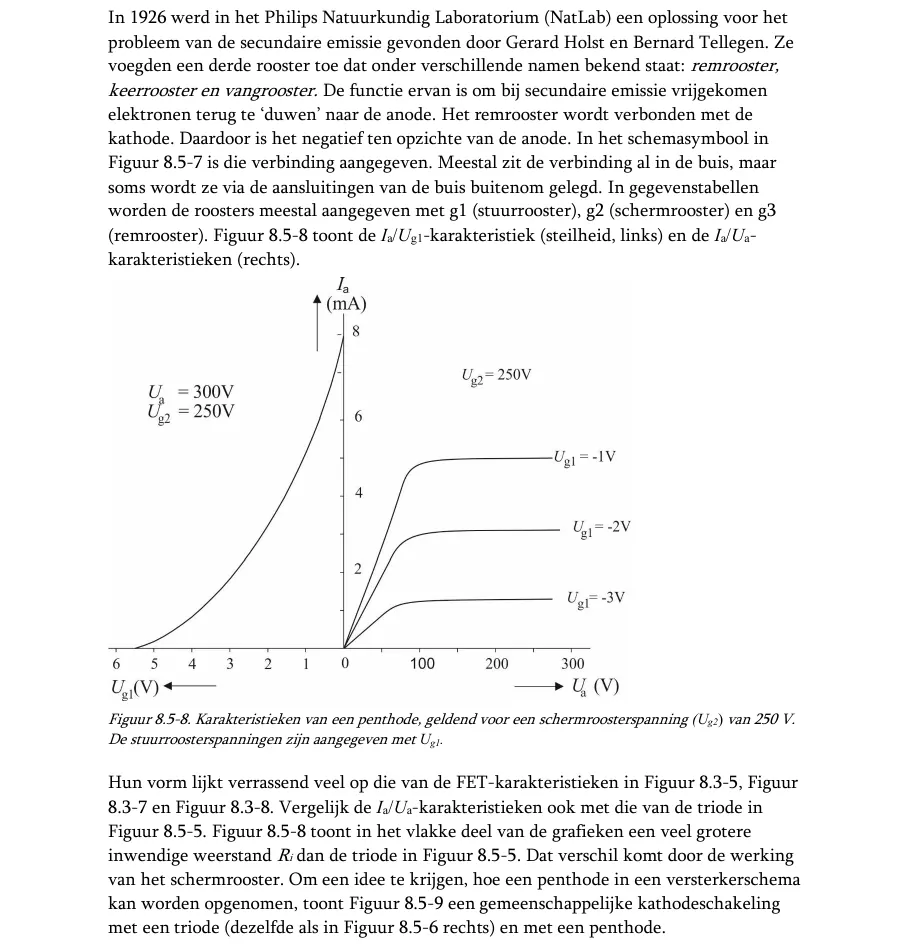 In 1926 werd in het Philips Natuurkundig Laboratorium (NatLab) een oplossing voor het
probleem van de secundaire emissie gevonden door Gerard Holst en Bernard Tellegen. Ze
voegden een derde rooster toe dat onder verschillende namen bekend staat: remrooster,
keerrooster en vangrooster. De functie ervan is om bij secundaire emissie vrijgekomen
elektronen terug te ‘duwen’ naar de anode. Het remrooster wordt verbonden met de
kathode. Daardoor is het negatief ten opzichte van de anode. In het schemasymbool in
Figuur 8.5-7 is die verbinding aangegeven. Meestal zit de verbinding al in de buis, maar
soms wordt ze via de aansluitingen van de buis buitenom gelegd. In gegevenstabellen
worden de roosters meestal aangegeven met g1 (stuurrooster), g2 (schermrooster) en g3
(remrooster). Figuur 8.5-8 toont de Ia/Ug1-karakteristiek (steilheid, links) en de Ia/Ua-
karakteristieken (rechts).
Ia
(mA)
8
Ug2 = 250V
Ua = 300V
Ug2 = 250V
6
Ug1 = -1V
4
Ug1 = -2V
2
Ug1 = -3V
6 5 4 3 2 1 0 100 200 300
Ug1(V) Ua (V)
Figuur 8.5-8. Karakteristieken van een penthode, geldend voor een schermroosterspanning (Ug2) van 250 V.
De stuurroosterspanningen zijn aangegeven met Ug1.
Hun vorm lijkt verrassend veel op die van de FET-karakteristieken in Figuur 8.3-5, Figuur
8.3-7 en Figuur 8.3-8. Vergelijk de Ia/Ua-karakteristieken ook met die van de triode in
Figuur 8.5-5. Figuur 8.5-8 toont in het vlakke deel van de grafieken een veel grotere
inwendige weerstand Ri dan de triode in Figuur 8.5-5. Dat verschil komt door de werking
van het schermrooster. Om een idee te krijgen, hoe een penthode in een versterkerschema
kan worden opgenomen, toont Figuur 8.5-9 een gemeenschappelijke kathodeschakeling
met een triode (dezelfde als in Figuur 8.5-6 rechts) en met een penthode.